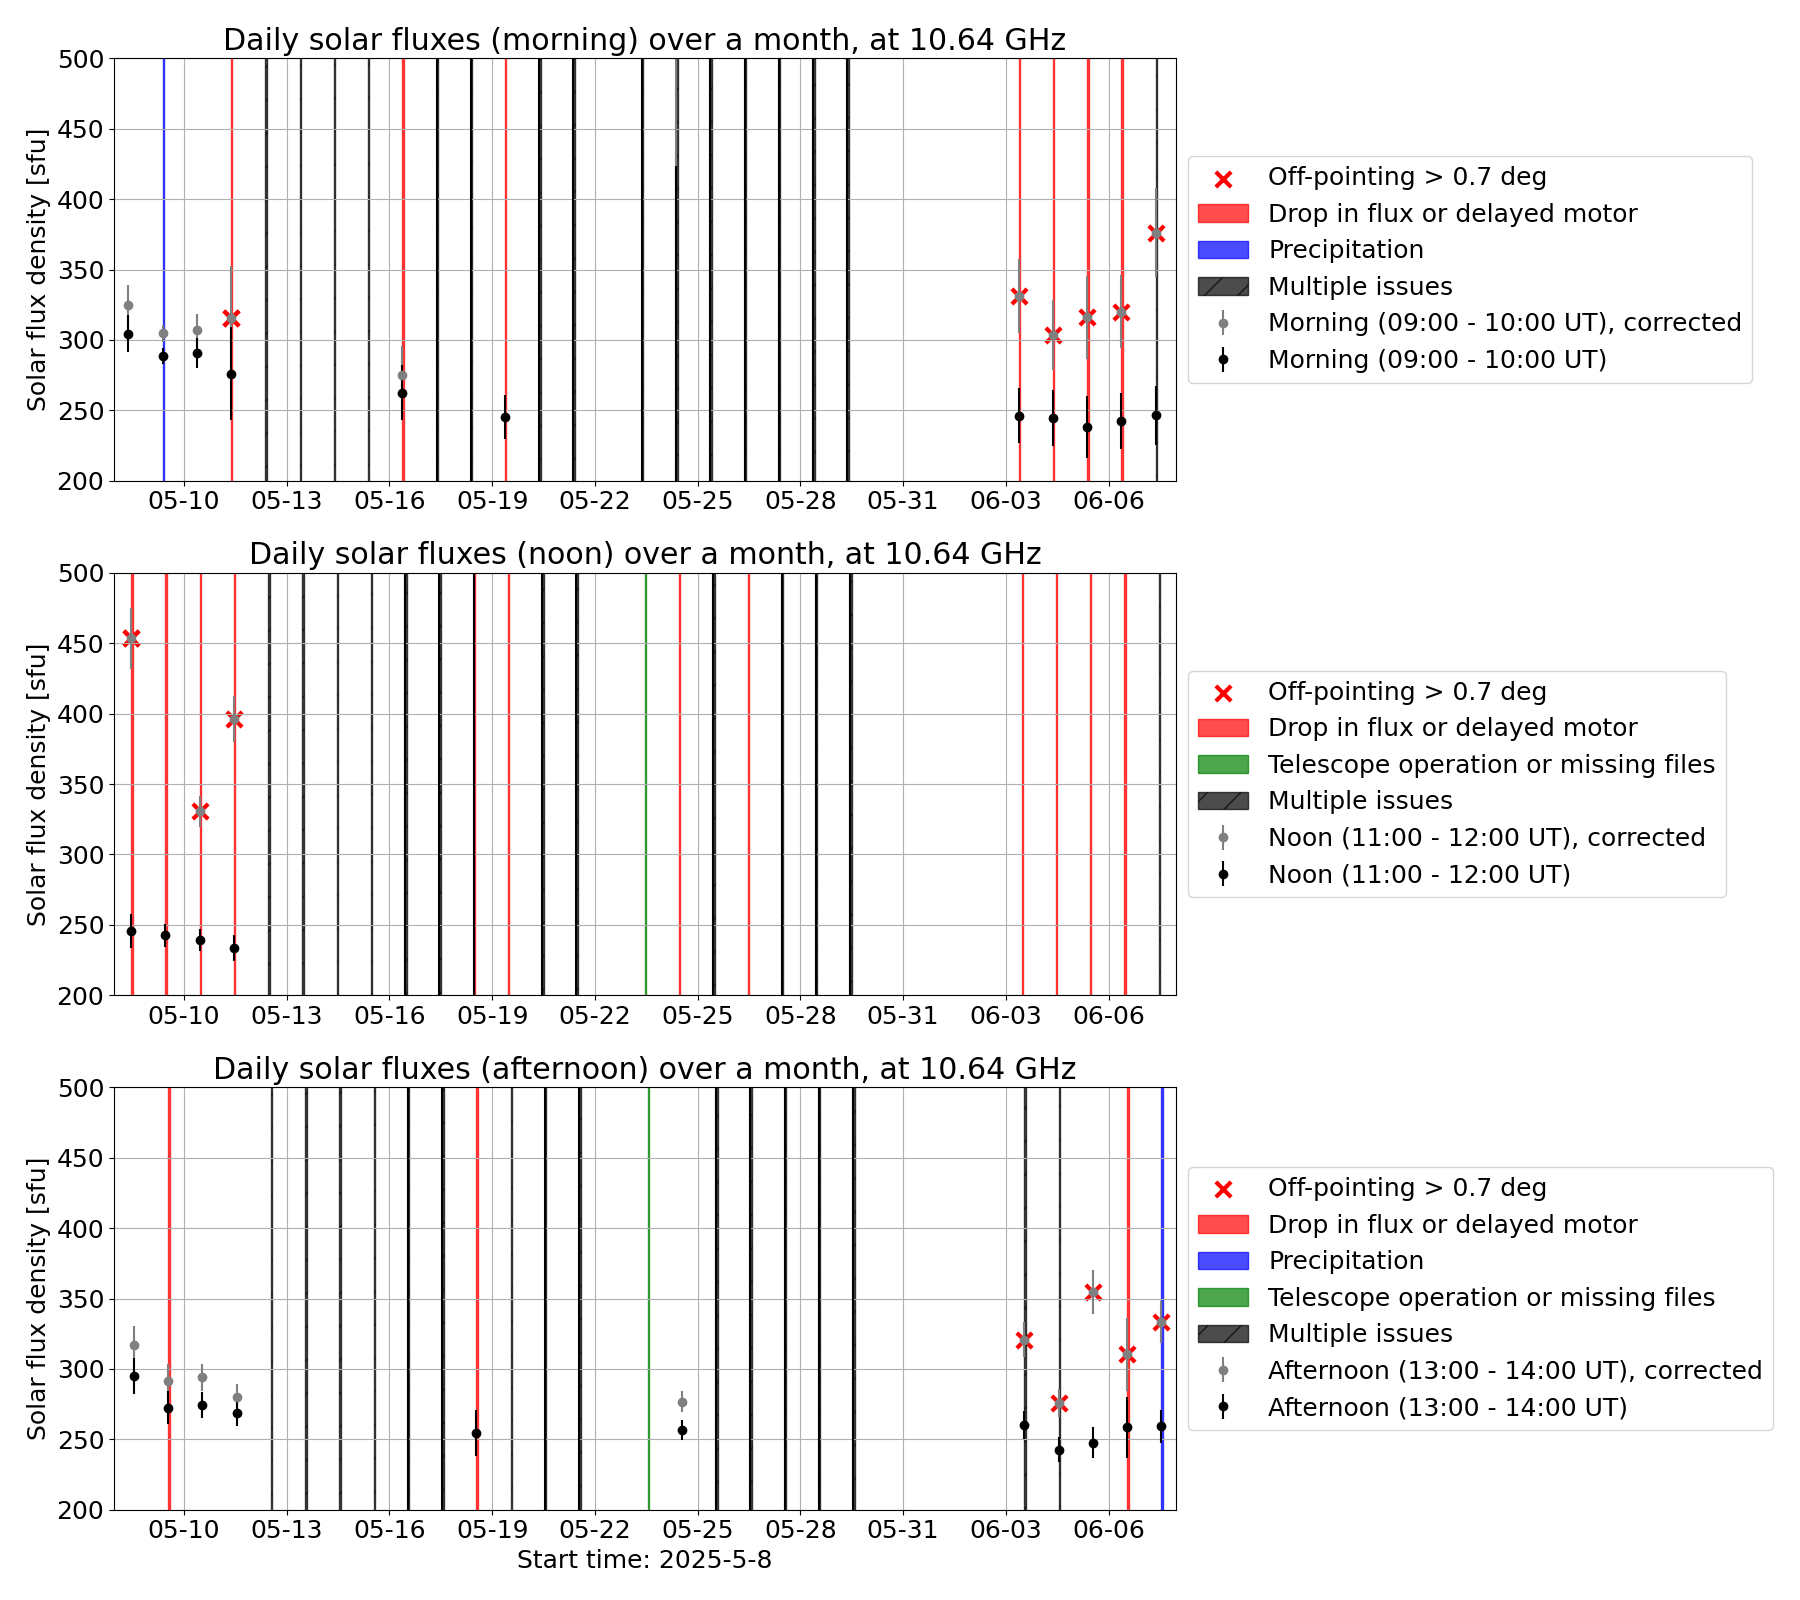 Daily solar fluxes (morning) over a month, at 10.64 GHz
Solar flux density [sfu]
500
450
400
350
300
250
200
05-10 05-13 05-16 05-19 05-22 05-25 05-28 05-31 06-03 06-06
Off-pointing > 0.7 deg
Drop in flux or delayed motor
Precipitation
Multiple issues
Morning (09:00 - 10:00 UT), corrected
Morning (09:00 - 10:00 UT)
Daily solar fluxes (noon) over a month, at 10.64 GHz
Solar flux density [sfu]
500
450
400
350
300
250
200
05-10 05-13 05-16 05-19 05-22 05-25 05-28 05-31 06-03 06-06
Off-pointing > 0.7 deg
Drop in flux or delayed motor
Telescope operation or missing files
Multiple issues
Noon (11:00 - 12:00 UT), corrected
Noon (11:00 - 12:00 UT)
Daily solar fluxes (afternoon) over a month, at 10.64 GHz
Solar flux density [sfu]
500
450
400
350
300
250
200
05-10 05-13 05-16 05-19 05-22 05-25 05-28 05-31 06-03 06-06
Start time: 2025-5-8
Off-pointing > 0.7 deg
Drop in flux or delayed motor
Precipitation
Telescope operation or missing files
Multiple issues
Afternoon (13:00 - 14:00 UT), corrected
Afternoon (13:00 - 14:00 UT)